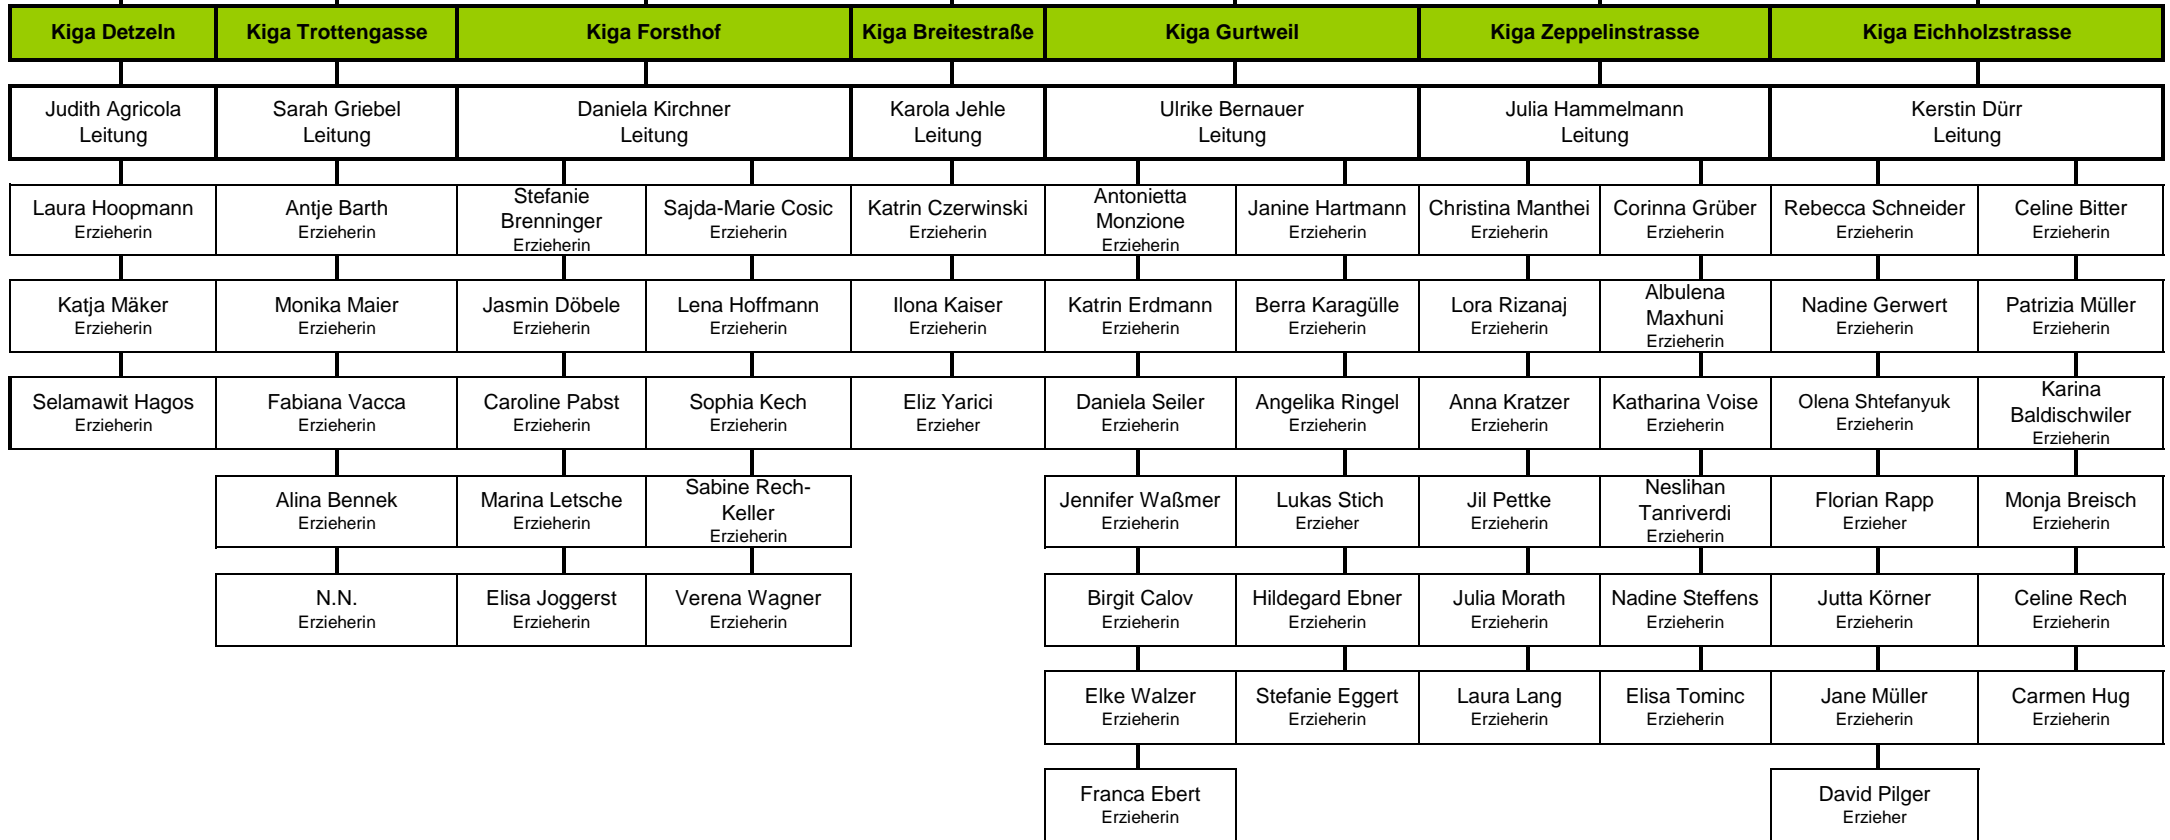 Kiga Detzeln
Kiga Trottengasse
Kiga Forsthof
Kiga Breitestraße
Kiga Gurtweil
Kiga Zeppelinstrasse
Kiga Eichholzstrasse
Judith Agricola
Leitung
Sarah Griebel
Leitung
Daniela Kirchner
Leitung
Karola Jehle
Leitung
Ulrike Bernauer
Leitung
Julia Hammelmann
Leitung
Kerstin Dürr
Leitung
Laura Hoopmann
Erzieherin
Antje Barth
Erzieherin
Stefanie
Brenninger
Erzieherin
Sajda-Marie Cosic
Erzieherin
Katrin Czerwinski
Erzieherin
Antonietta
Monzione
Erzieherin
Janine Hartmann
Erzieherin
Christina Manthei
Erzieherin
Corinna Grüber
Erzieherin
Rebecca Schneider
Erzieherin
Celine Bitter
Erzieherin
Katja Mäker
Erzieherin
Monika Maier
Erzieherin
Jasmin Döbele
Erzieherin
Lena Hoffmann
Erzieherin
Ilona Kaiser
Erzieherin
Katrin Erdmann
Erzieherin
Berra Karagülle
Erzieherin
Lora Rizanaj
Erzieherin
Albulena
Maxhuni
Erzieherin
Nadine Gerwert
Erzieherin
Patrizia Müller
Erzieherin
Selamawit Hagos
Erzieherin
Fabiana Vacca
Erzieherin
Caroline Pabst
Erzieherin
Sophia Kech
Erzieherin
Eliz Yarici
Erzieher
Daniela Seiler
Erzieherin
Angelika Ringel
Erzieherin
Anna Kratzer
Erzieherin
Katharina Voise
Erzieherin
Olena Shtefanyuk
Erzieherin
Karina
Baldischwiler
Erzieherin
Alina Bennek
Erzieherin
Marina Letsche
Erzieherin
Sabine Rech-
Keller
Erzieherin
Jennifer Waßmer
Erzieherin
Lukas Stich
Erzieher
Jil Pettke
Erzieherin
Neslihan
Tanriverdi
Erzieherin
Florian Rapp
Erzieher
Monja Breisch
Erzieherin
N.N.
Erzieherin
Elisa Joggerst
Erzieherin
Verena Wagner
Erzieherin
Birgit Calov
Erzieherin
Hildegard Ebner
Erzieherin
Julia Morath
Erzieherin
Nadine Steffens
Erzieherin
Jutta Körner
Erzieherin
Celine Rech
Erzieherin
Elke Walzer
Erzieherin
Stefanie Eggert
Erzieherin
Laura Lang
Erzieherin
Elisa Tominc
Erzieherin
Jane Müller
Erzieherin
Carmen Hug
Erzieherin
Franca Ebert
Erzieherin
David Pilger
Erzieher